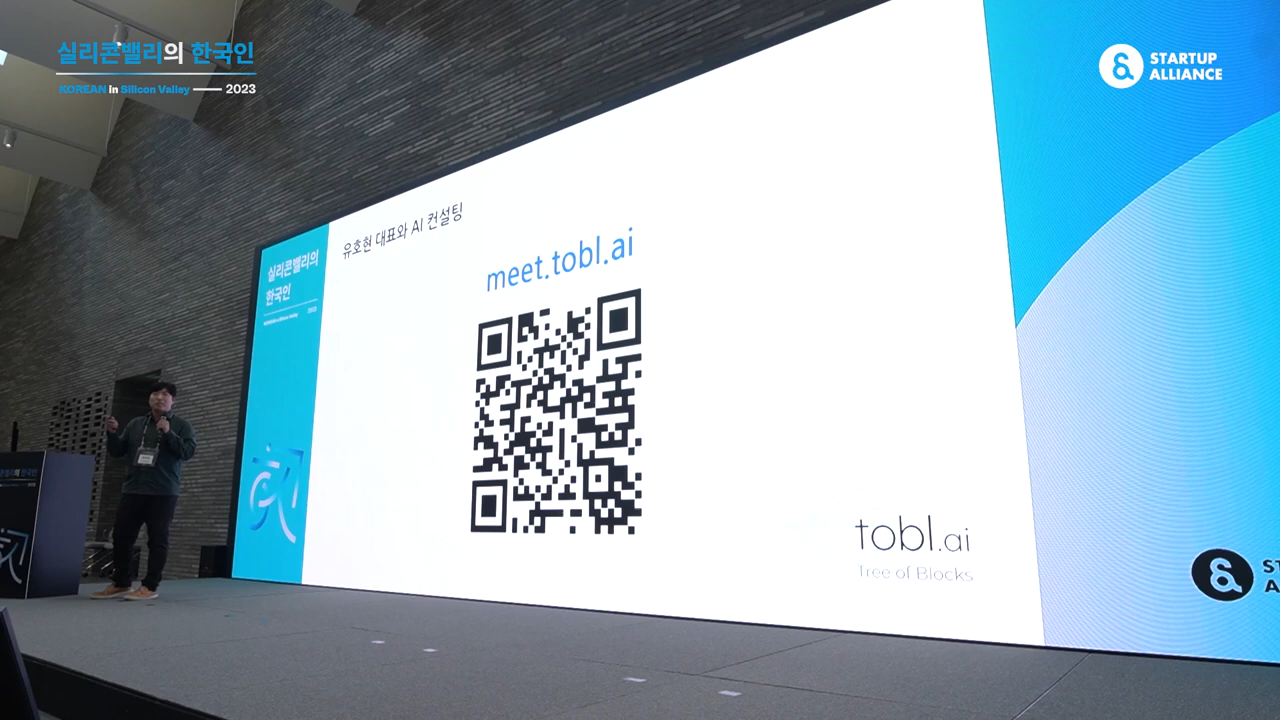 실리콘밸리의 한국인
KOREAN in Silicon Valley — 2023
STARTUP
ALLIANCE
유호현 대표와 AI 컨설팅
meet.tobl.ai
실리콘밸리의
한국인
tobl.ai
Tree of Blocks